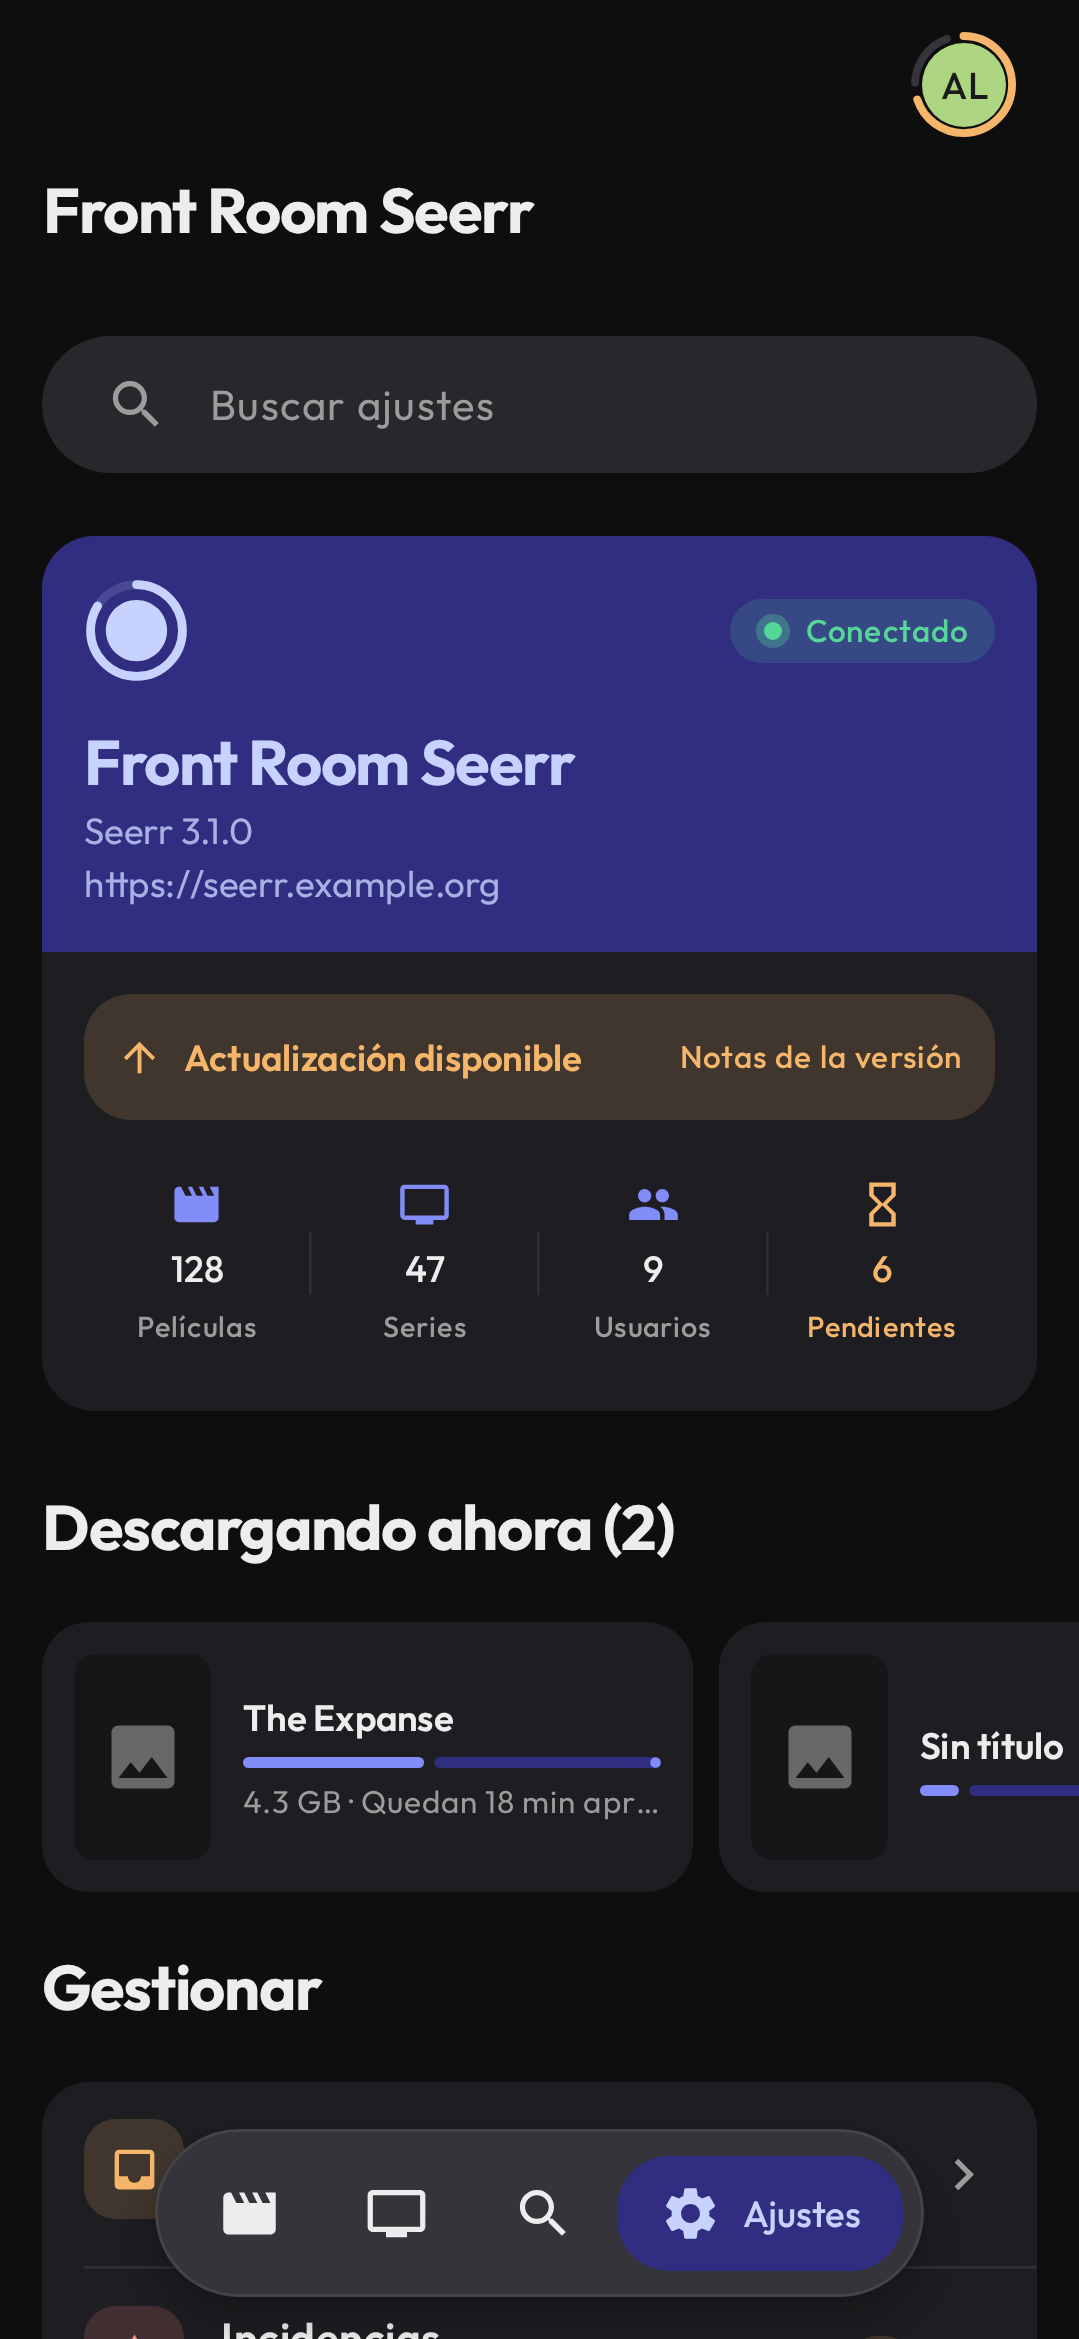 AL
Front Room Seerr
Buscar ajustes
Conectado
Front Room Seerr
Seerr 3.1.0
https://seerr.example.org
Actualización disponible
Notas de la versión
128
47
9
6
Películas
Series
Usuarios
Pendientes
Descargando ahora (2)
The Expanse
4.3 GB · Quedan 18 min apr...
Sin título
Gestionar
Ajustes
Incidencias